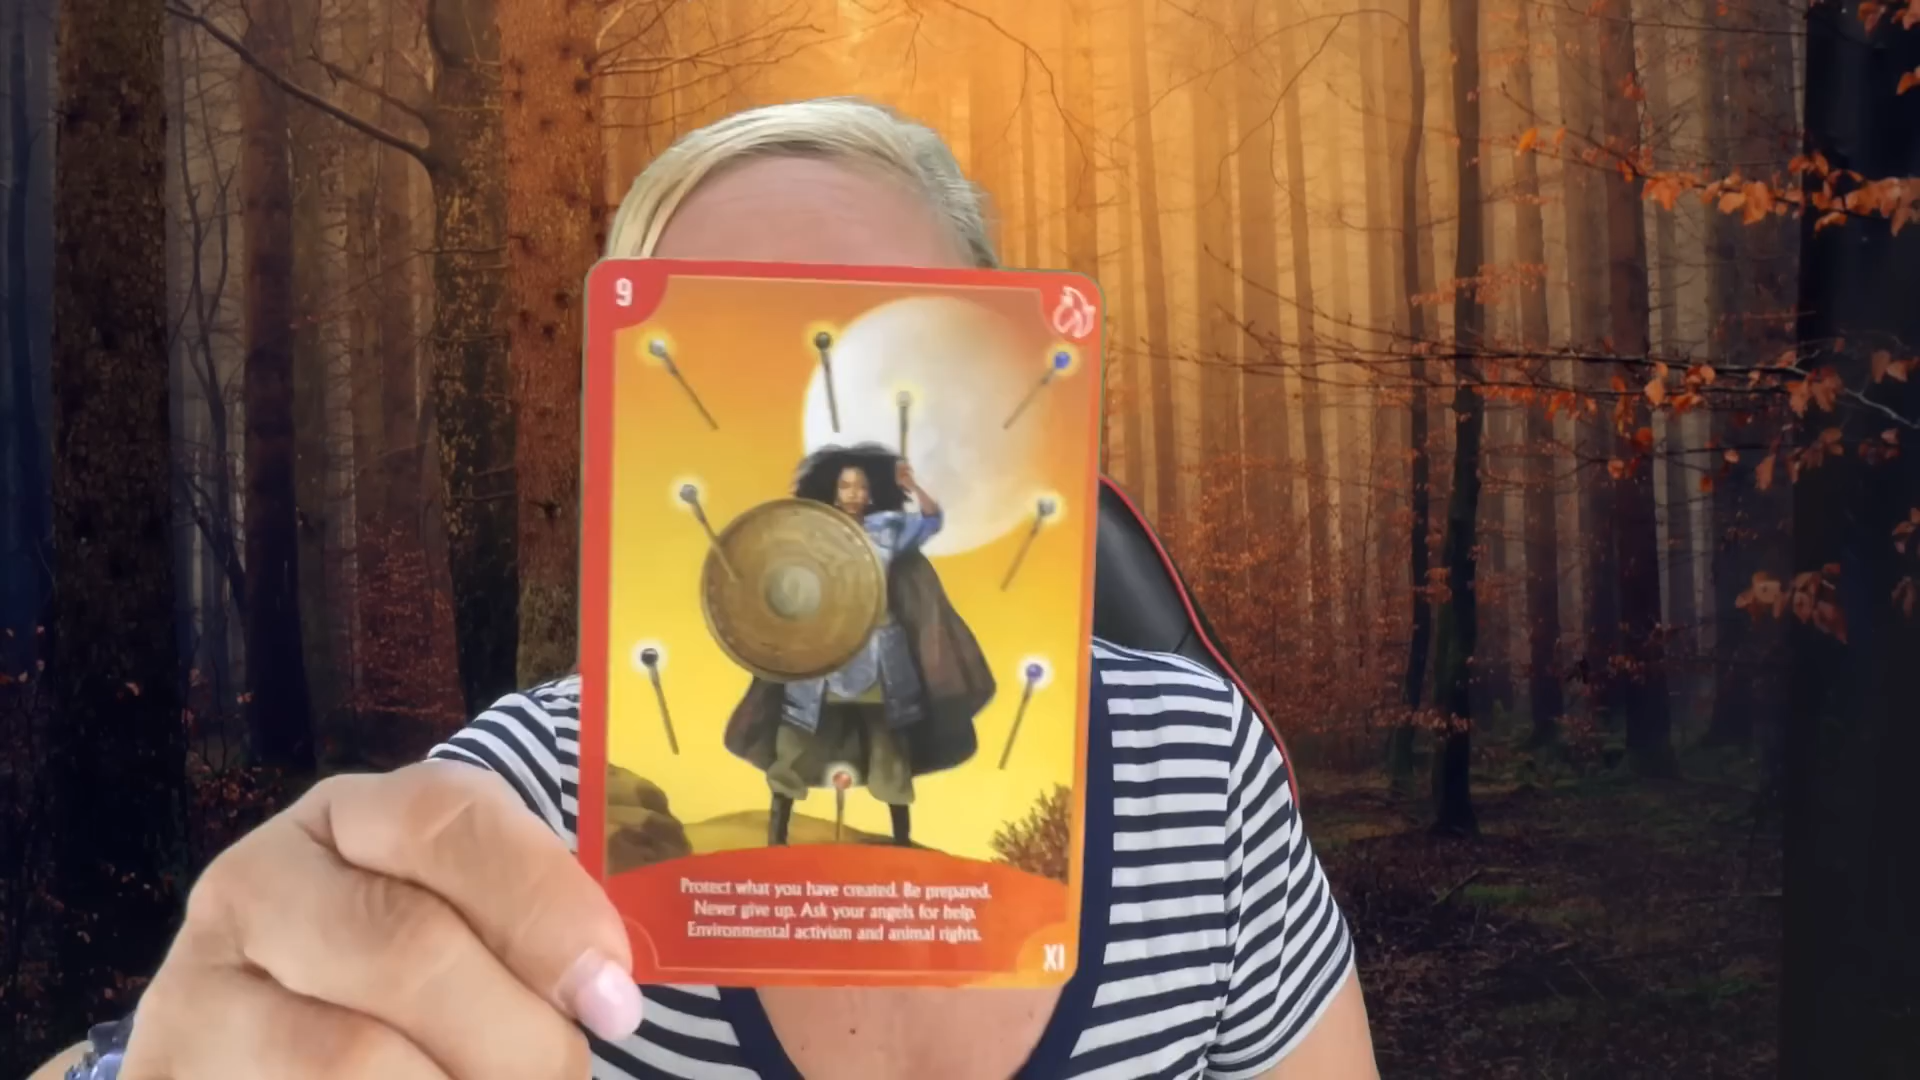 9
Protect what you have created. Be prepared.
Never give up. Ask your angels for help.
Environmental activism and animal rights.
XI